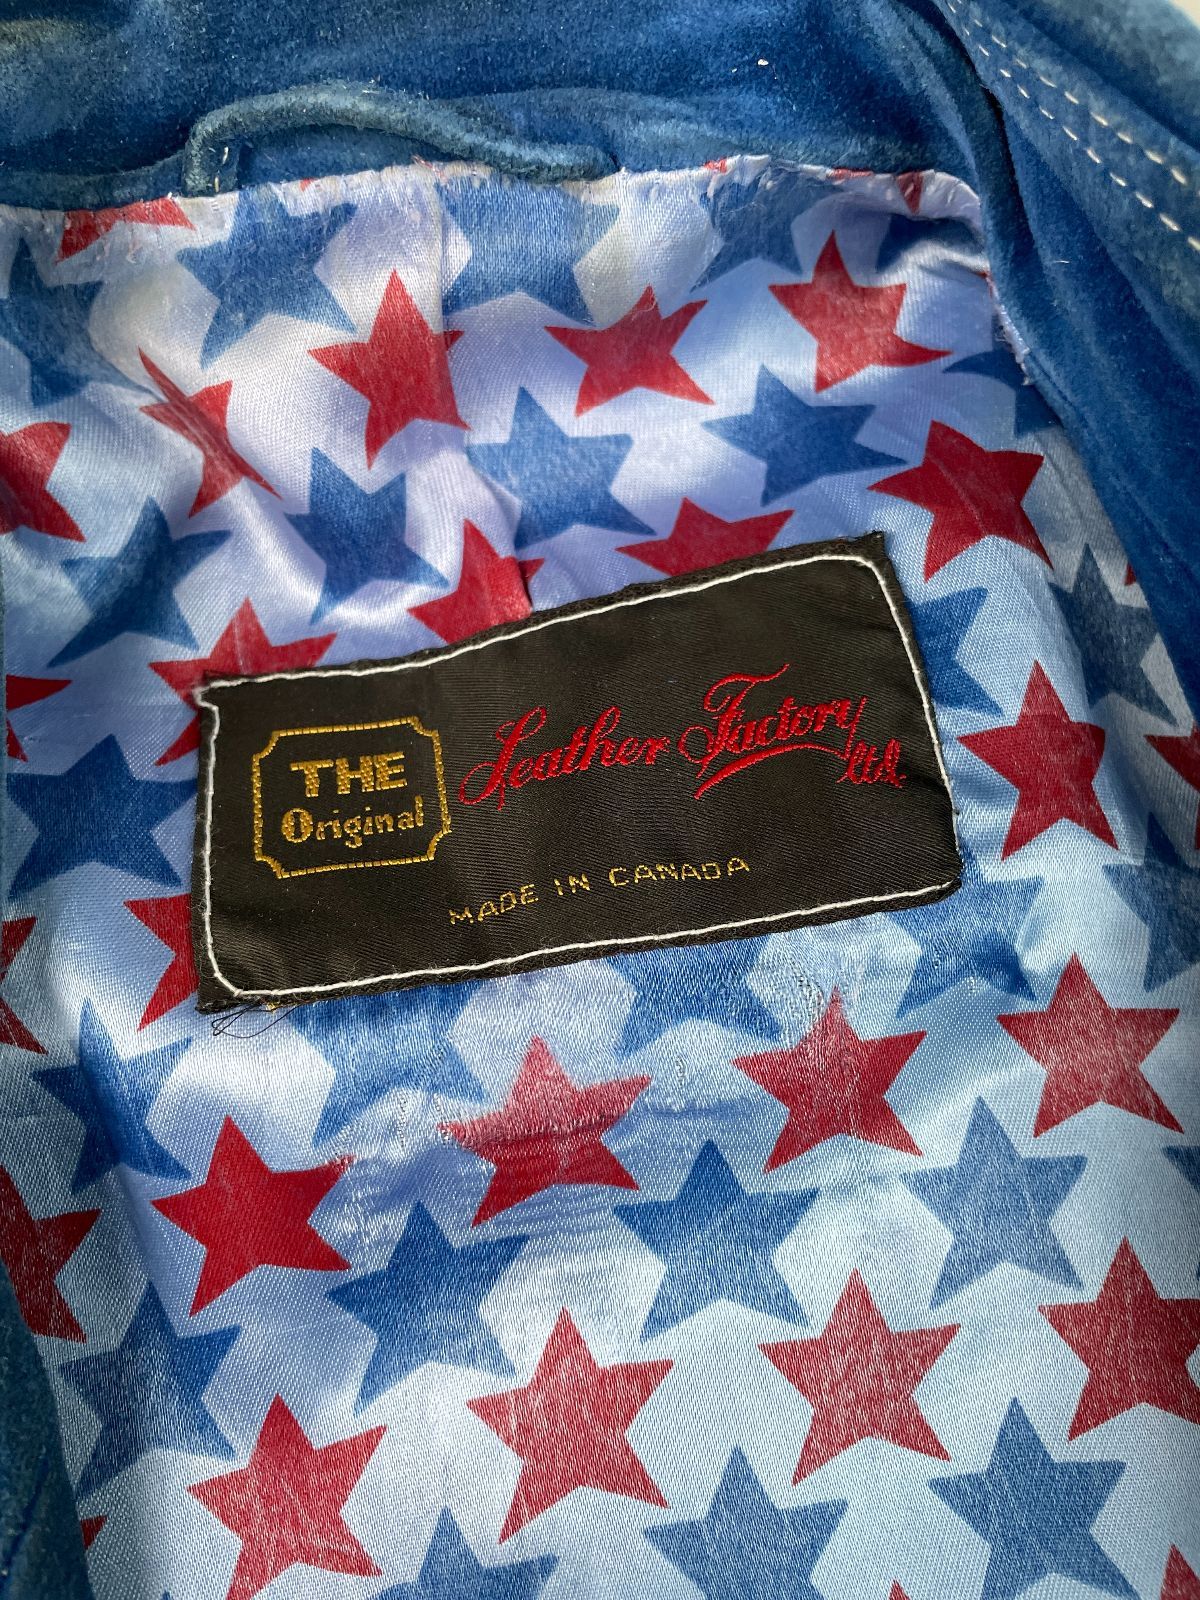 THE
Original
Leather Factory
Ltd.
MADE IN CANADA